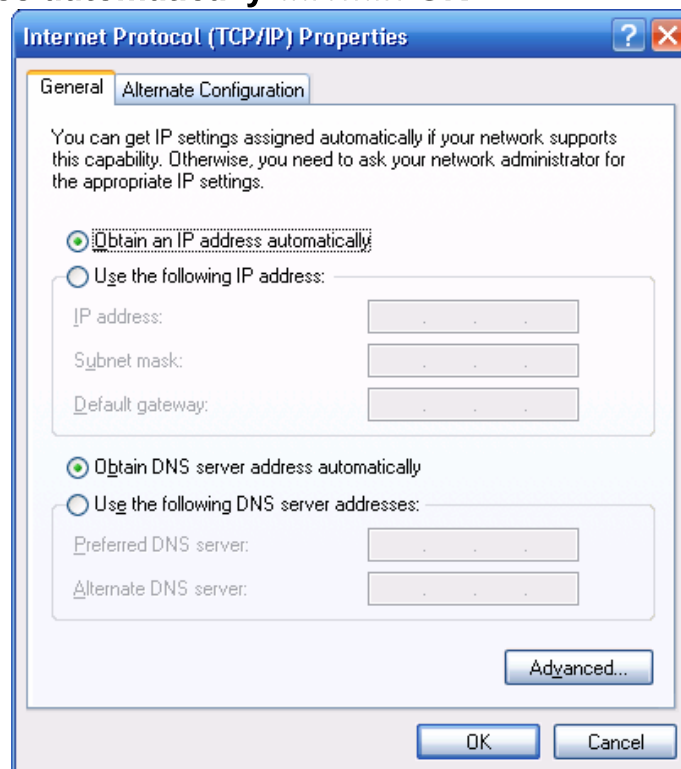 Internet Protocol (TCP/IP) Properties
General Alternate Configuration
You can get IP settings assigned automatically if your network supports
this capability. Otherwise, you need to ask your network administrator for
the appropriate IP settings.
Obtain an IP address automatically
Use the following IP address:
IP address:
Subnet mask:
Default gateway:
Obtain DNS server address automatically
Use the following DNS server addresses:
Preferred DNS server:
Alternate DNS server:
Advanced...
OK Cancel